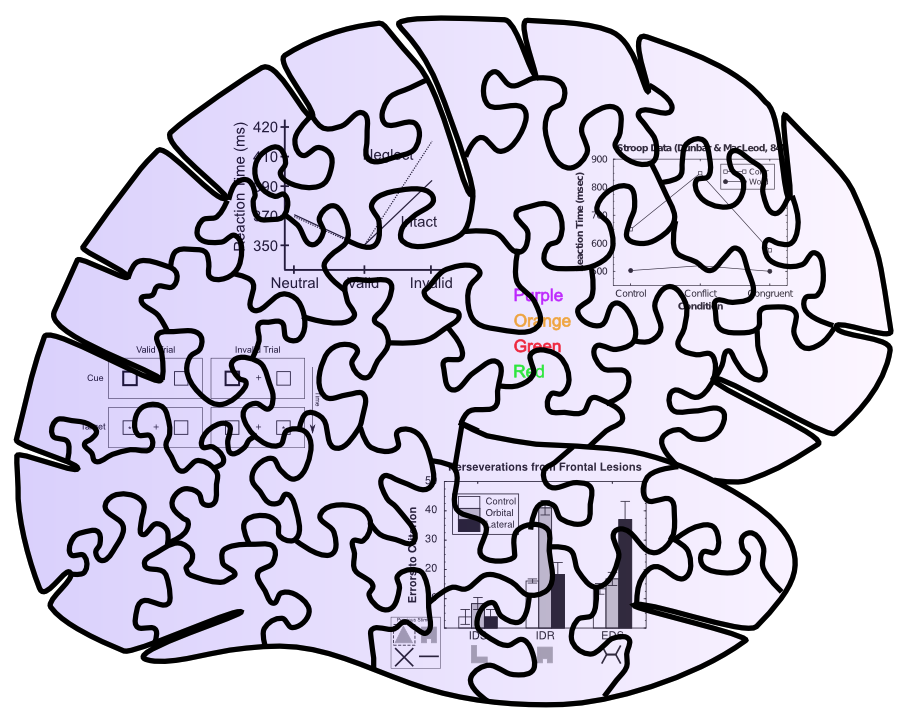 Reaction Time (ms)
420
410
390
370
350
Neglect
Intact
Neutral Valid Invalid
Stroop Data (Dunbar & MacLeod, 84
Reaction Time (msec)
900
800
700
600
500
Color
Word
Control Conflict Congruent
Condition
Purple
Orange
Green
Red
Valid Trial Invalid Trial
Cue
Target
time
Perseverations from Frontal Lesions
Errors to Criterion
50
40
30
20
Control
Orbital
Lateral
IDS IDR EDS